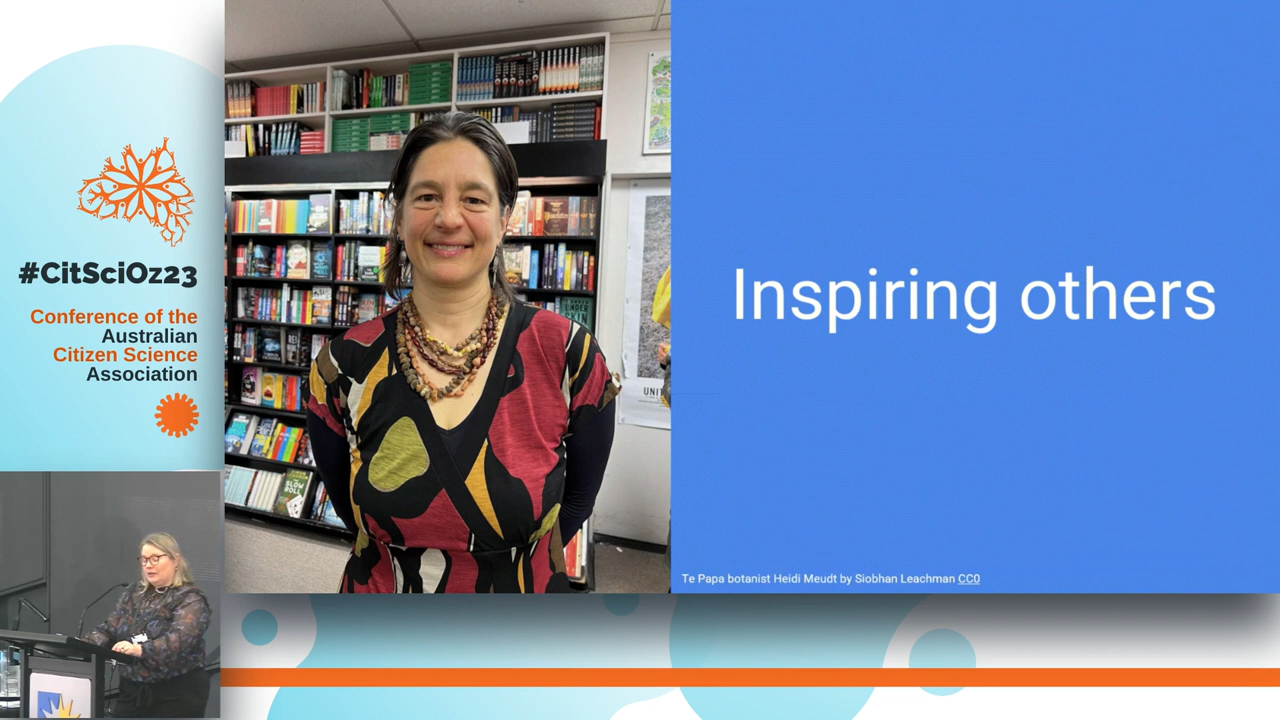 #CitSciOz23
Conference of the
Australian
Citizen Science
Association
Inspiring others
Te Papa botanist Heidi Meudt by Siobhan Leachman CC0